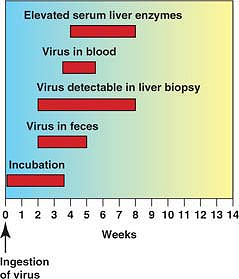 Elevated serum liver enzymes
Virus in blood
Virus detectable in liver biopsy
Virus in feces
Incubation
0 1 2 3 4 5 6 7 8 9 10 11 12 13 14
Weeks
Ingestion
of virus